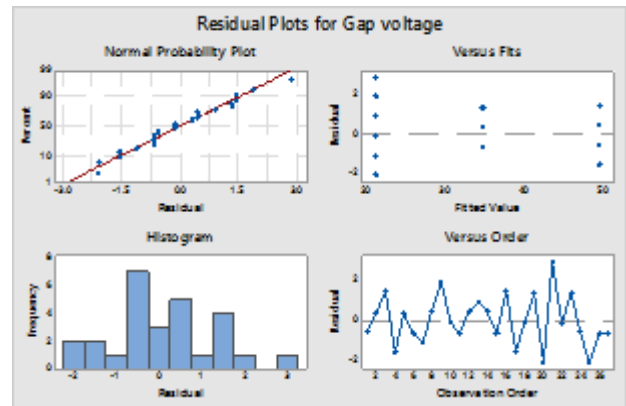 Residual Plots for Gap voltage
Normal Probability Plot
99
90
50
10
1
Percent
-3.0 -1.5 0.0 1.5 3.0
Residual
Versus Fits
2
0
-2
Residual
20 30 40 50
Fitted Value
Histogram
8
6
4
2
0
Frequency
-2 -1 0 1 2 3
Residual
Versus Order
2
0
-2
Residual
2 4 6 8 10 12 14 16 18 20 22 24 26
Observation Order